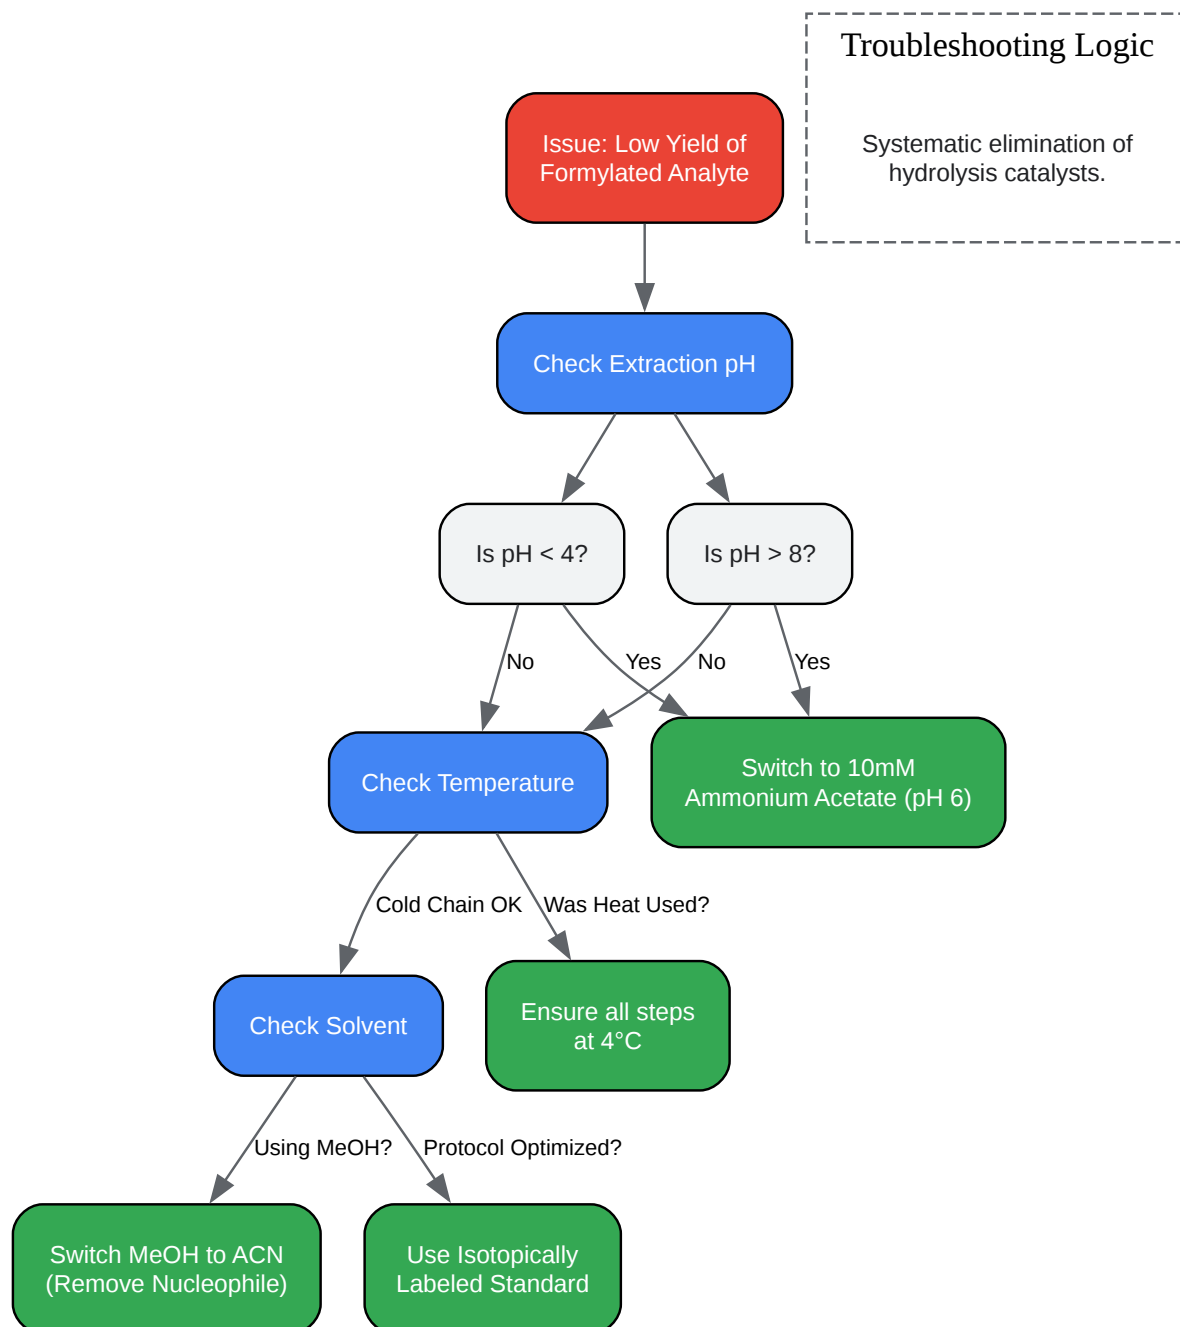 Troubleshooting Logic
Systematic elimination of
hydrolysis catalysts.
Issue: Low Yield of
Formylated Analyte
Check Extraction pH
Is pH < 4?
Is pH > 8?
No
Yes
No
Yes
Check Temperature
Switch to 10mM
Ammonium Acetate (pH 6)
Cold Chain OK
Was Heat Used?
Check Solvent
Ensure all steps
at 4°C
Using MeOH?
Protocol Optimized?
Switch MeOH to ACN
(Remove Nucleophile)
Use Isotopically
Labeled Standard